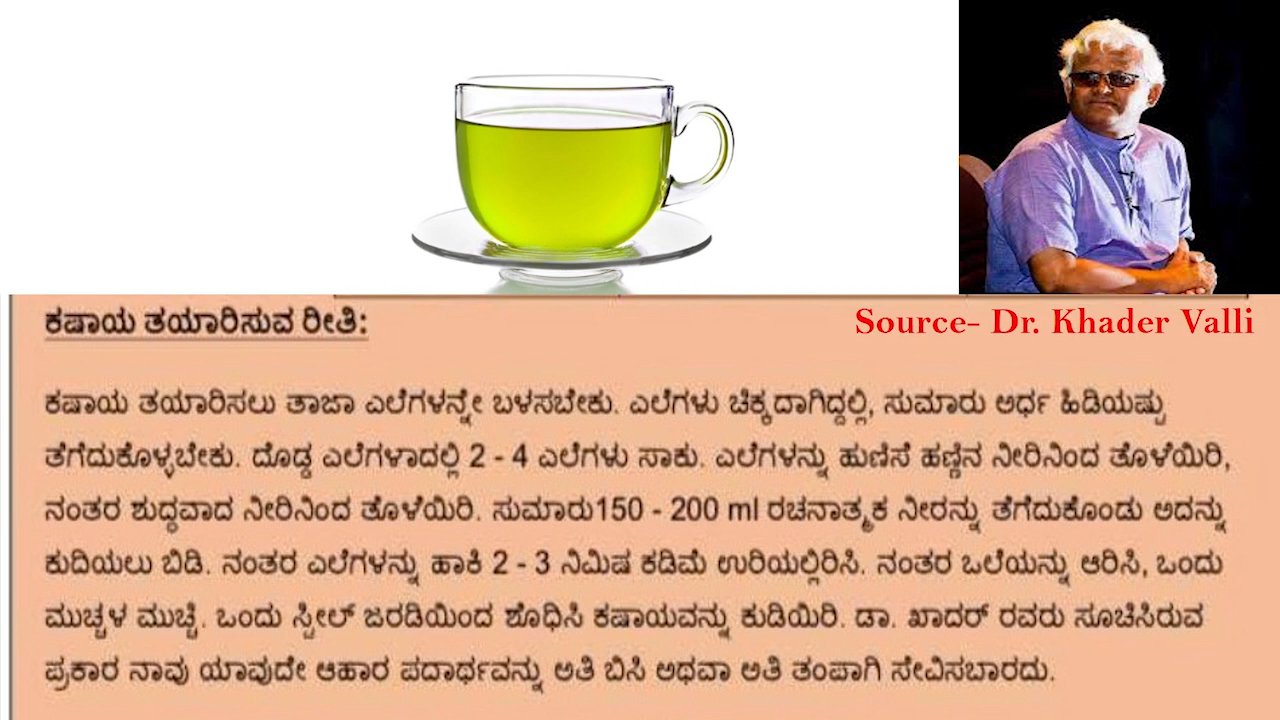 ಕಷಾಯ ತಯಾರಿಸುವ ರೀತಿ:
Source- Dr. Khader Valli
ಕಷಾಯ ತಯಾರಿಸಲು ತಾಜಾ ಎಲೆಗಳನ್ನೇ ಬಳಸಬೇಕು. ಎಲೆಗಳು ಚಿಕ್ಕದಾಗಿದ್ದಲ್ಲಿ, ಸುಮಾರು ಅರ್ಧ ಹಿಡಿಯಷ್ಟು
ತೆಗೆದುಕೊಳ್ಳಬೇಕು. ದೊಡ್ಡ ಎಲೆಗಳಾದಲ್ಲಿ 2 - 4 ಎಲೆಗಳು ಸಾಕು. ಎಲೆಗಳನ್ನು ಹುಣಿಸೆ ಹಣ್ಣಿನ ನೀರಿನಿಂದ ತೊಳೆಯಿರಿ,
ನಂತರ ಶುದ್ಧವಾದ ನೀರಿನಿಂದ ತೊಳೆಯಿರಿ. ಸುಮಾರು150 - 200 ml ರಚನಾತ್ಮಕ ನೀರನ್ನು ತೆಗೆದುಕೊಂಡು ಅದನ್ನು
ಕುದಿಯಲು ಬಿಡಿ. ನಂತರ ಎಲೆಗಳನ್ನು ಹಾಕಿ 2 - 3 ನಿಮಿಷ ಕಡಿಮೆ ಉರಿಯಲ್ಲಿರಿಸಿ. ನಂತರ ಒಲೆಯನ್ನು ಆರಿಸಿ, ಒಂದು
ಮುಚ್ಚಳ ಮುಚ್ಚಿ. ಒಂದು ಸ್ಟೀಲ್ ಜರಡಿಯಿಂದ ಶೊಧಿಸಿ ಕಷಾಯವನ್ನು ಕುಡಿಯಿರಿ. ಡಾ. ಖಾದರ್ ರವರು ಸೂಚಿಸಿರುವ
ಪ್ರಕಾರ ನಾವು ಯಾವುದೇ ಆಹಾರ ಪದಾರ್ಥವನ್ನು ಅತಿ ಬಿಸಿ ಅಥವಾ ಅತಿ ತಂಪಾಗಿ ಸೇವಿಸಬಾರದು.